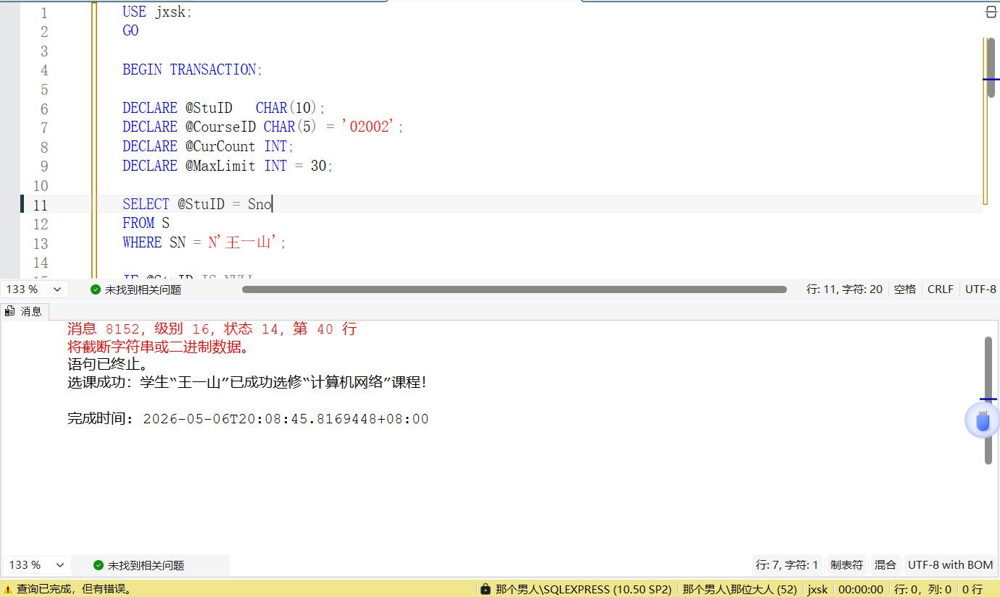 1 USE jxsk;
2 GO
3
4 BEGIN TRANSACTION;
5
6 DECLARE @StuID   CHAR(10);
7 DECLARE @CourseID CHAR(5) = '02002';
8 DECLARE @CurCount INT;
9 DECLARE @MaxLimit INT = 30;
10
11 SELECT @StuID = Sno
12 FROM S
13 WHERE SN = N'王一山';
14
15 IF @StuID IS NULL
133 % 未找到相关问题 行: 11, 字符: 20 空格 CRLF UTF-8
消息
消息 8152, 级别 16, 状态 14, 第 40 行
将截断字符串或二进制数据。
语句已终止。
选课成功: 学生“王一山”已成功选修“计算机网络”课程!
完成时间: 2026-05-06T20:08:45.8169448+08:00
133 % 未找到相关问题 行: 7, 字符: 1 制表符 混合 UTF-8 with BOM
查询已完成，但有错误。 那个男人\SQLEXPRESS (10.50 SP2) 那个男人\那位大人 (52) jxsk 00:00:00 行: 0，列: 0 0 行